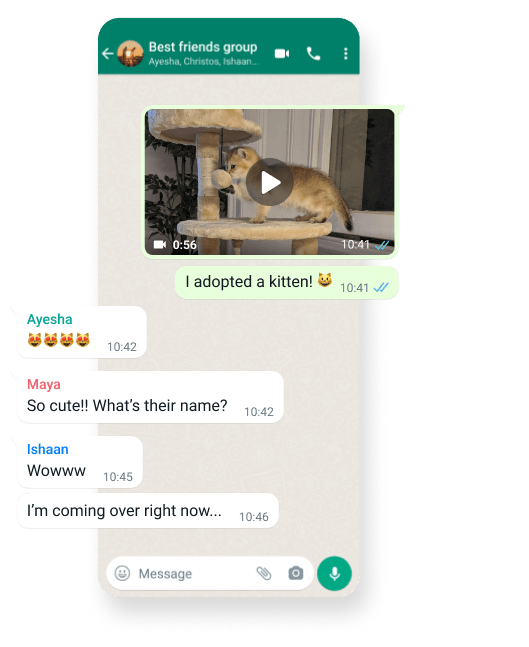 Best friends group
Ayesha, Christos, Ishaan...
0:56 10:41
I adopted a kitten! 😺 10:41
Ayesha
😻😻😻😻 10:42
Maya
So cute!! What's their name? 10:42
Ishaan
Wowww 10:45
I'm coming over right now... 10:46
Message